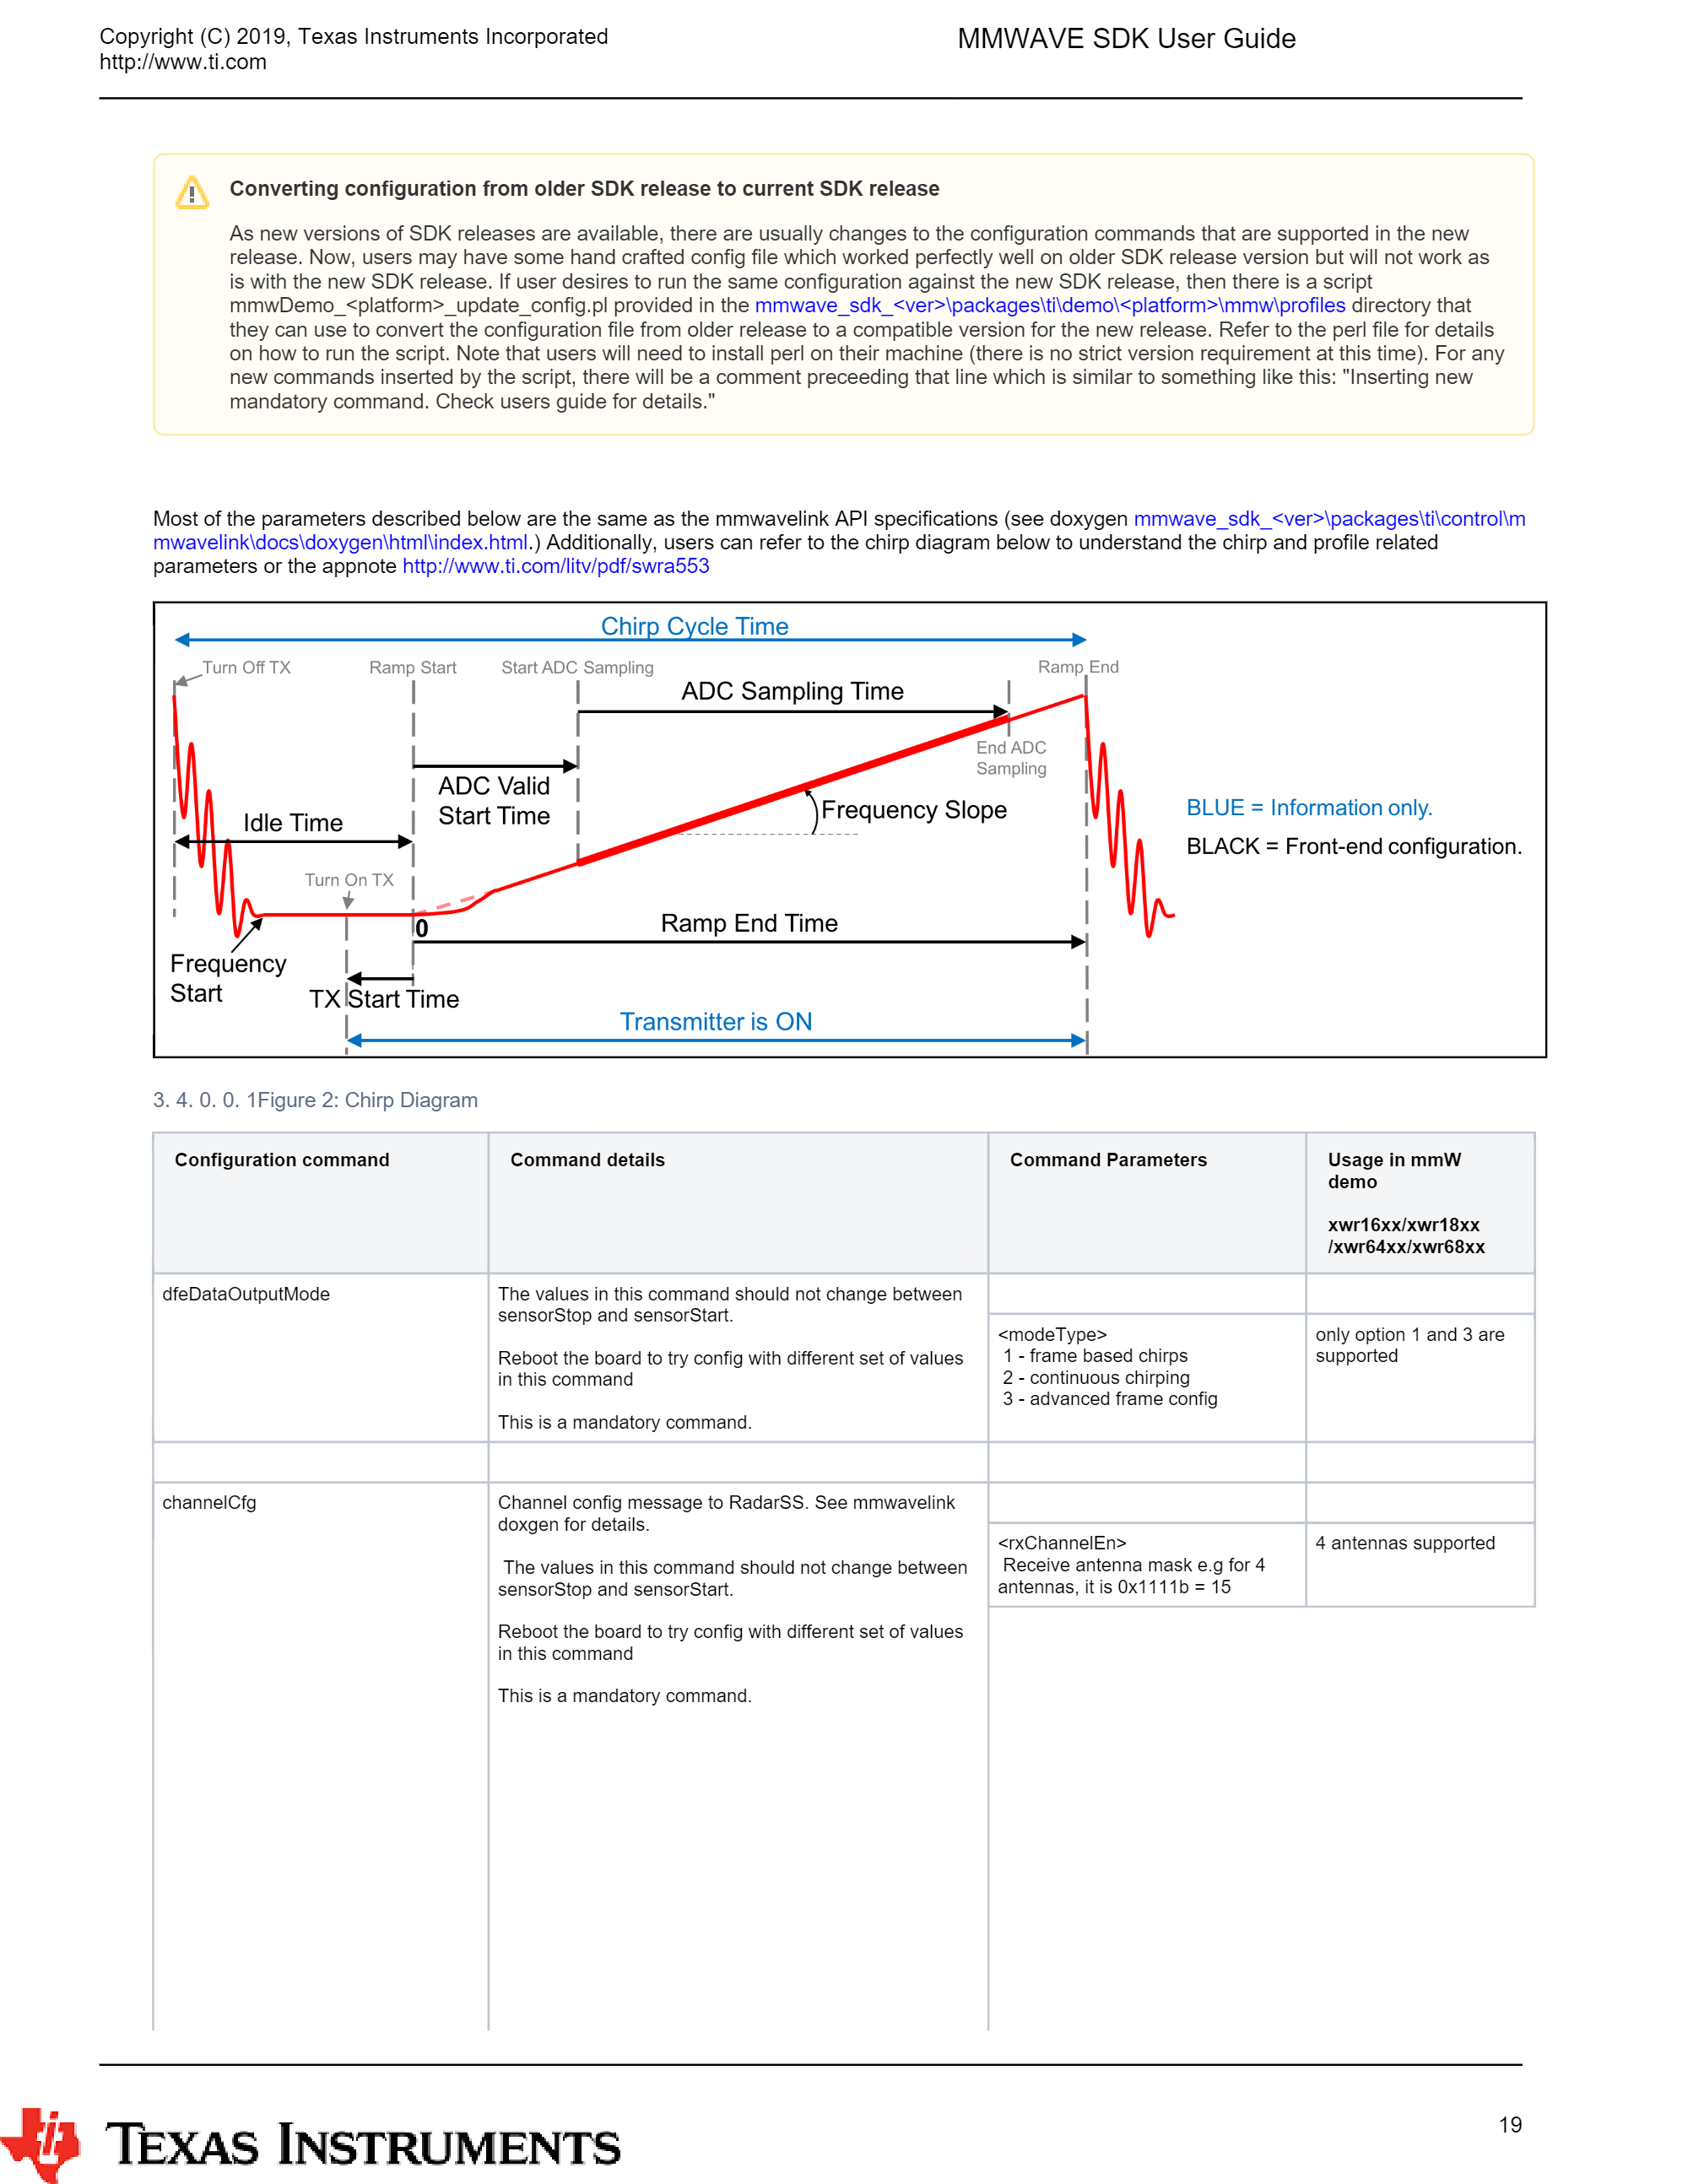 Copyright (C) 2019, Texas Instruments Incorporated
http://www.ti.com
MMWAVE SDK User Guide
Converting configuration from older SDK release to current SDK release
As new versions of SDK releases are available, there are usually changes to the configuration commands that are supported in the new
release. Now, users may have some hand crafted config file which worked perfectly well on older SDK release version but will not work as
is with the new SDK release. If user desires to run the same configuration against the new SDK release, then there is a script
mmwDemo_<platform>_update_config.pl provided in the mmwave_sdk_<ver>\packages\ti\demo\<platform>\mmw\profiles directory that
they can use to convert the configuration file from older release to a compatible version for the new release. Refer to the perl file for details
on how to run the script. Note that users will need to install perl on their machine (there is no strict version requirement at this time). For any
new commands inserted by the script, there will be a comment preceeding that line which is similar to something like this: "Inserting new
mandatory command. Check users guide for details."
Most of the parameters described below are the same as the mmwavelink API specifications (see doxygen mmwave_sdk_<ver>\packages\ti\control\m
mwavelink\docs\doxygen\html\index.html.) Additionally, users can refer to the chirp diagram below to understand the chirp and profile related
parameters or the appnote http://www.ti.com/litv/pdf/swra553
Chirp Cycle Time
Turn Off TX
Ramp Start
Start ADC Sampling
Ramp End
ADC Sampling Time
End ADC
Sampling
ADC Valid
Start Time
Frequency Slope
BLUE = Information only.
BLACK = Front-end configuration.
Idle Time
Turn On TX
0
Ramp End Time
Frequency
Start
TX Start Time
Transmitter is ON
3. 4. 0. 0. 1Figure 2: Chirp Diagram
Configuration command
Command details
Command Parameters
Usage in mmW
demo
xwr16xx/xwr18xx
/xwr64xx/xwr68xx
dfeDataOutputMode
The values in this command should not change between
sensorStop and sensorStart.
Reboot the board to try config with different set of values
in this command
This is a mandatory command.
<modeType>
1 - frame based chirps
2 - continuous chirping
3 - advanced frame config
only option 1 and 3 are
supported
channelCfg
Channel config message to RadarSS. See mmwavelink
doxgen for details.
The values in this command should not change between
sensorStop and sensorStart.
Reboot the board to try config with different set of values
in this command
This is a mandatory command.
<rxChannelEn>
Receive antenna mask e.g for 4
antennas, it is 0x1111b = 15
4 antennas supported
TEXAS INSTRUMENTS
19